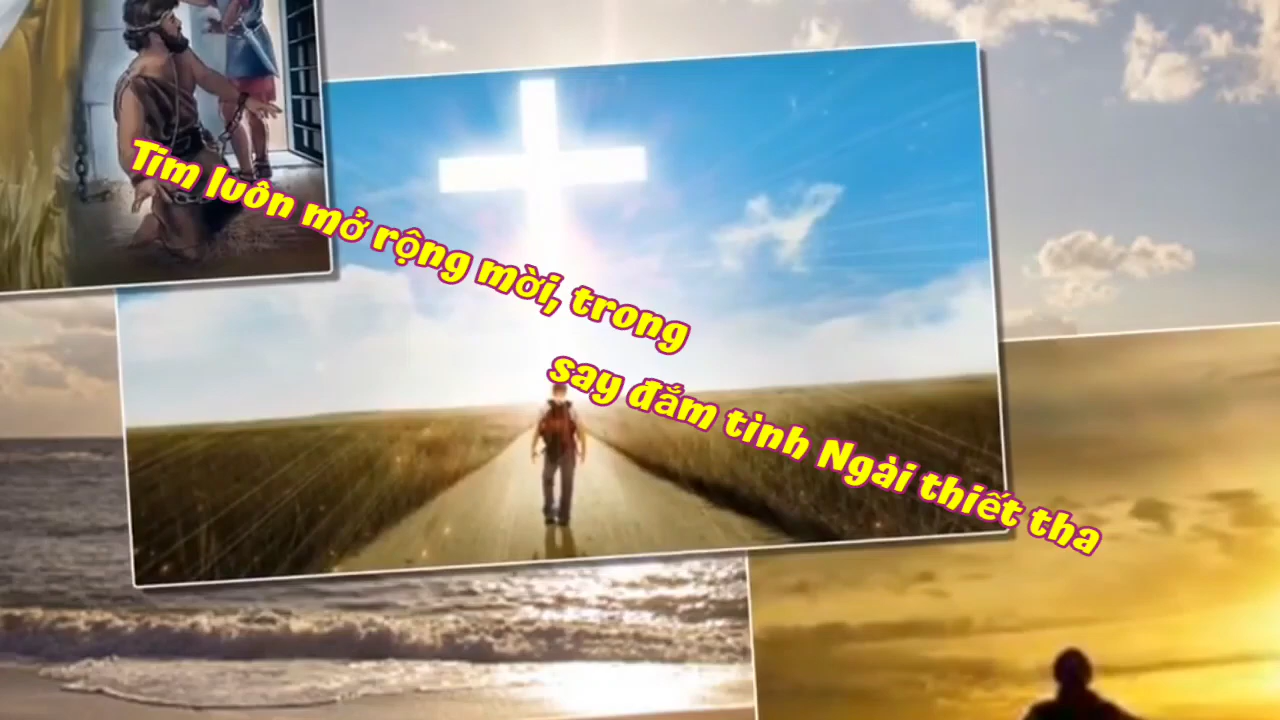 Tim luôn mở rộng mời, trong
say đắm tình Ngài thiết tha